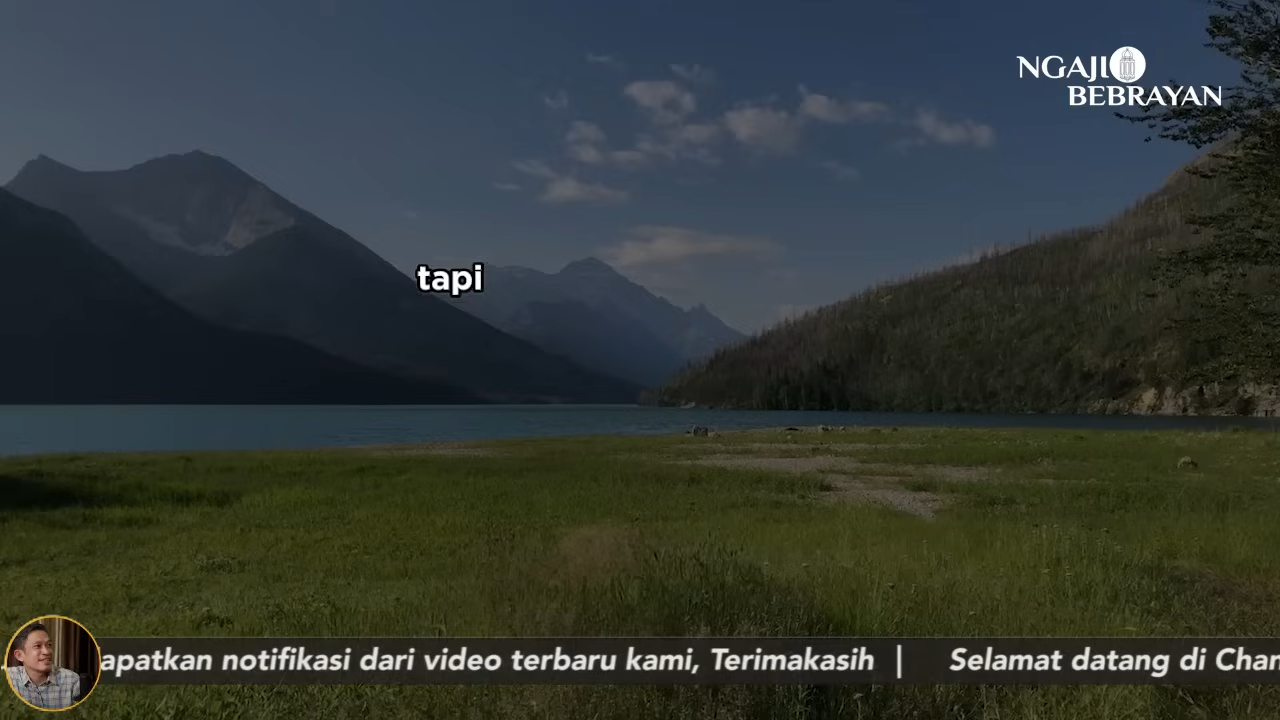 NGAJI
BEBRAYAN
tapi
apatkan notifikasi dari video terbaru kami, Terimakasih | Selamat datang di Chan